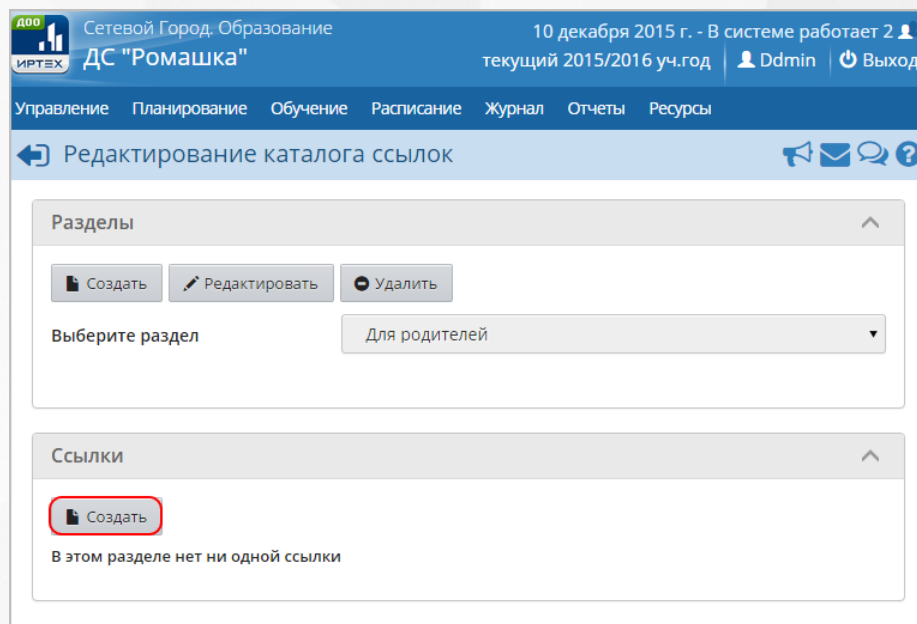 ДОО
ИРТЕХ
Сетевой Город. Образование
ДС "Ромашка"
10 декабря 2015 г. - В системе работает 2
текущий 2015/2016 уч.год Ddmin Выход
Управление Планирование Обучение Расписание Журнал Отчеты Ресурсы
Редактирование каталога ссылок
Разделы
Создать Редактировать Удалить
Выберите раздел Для родителей
Ссылки
Создать
В этом разделе нет ни одной ссылки